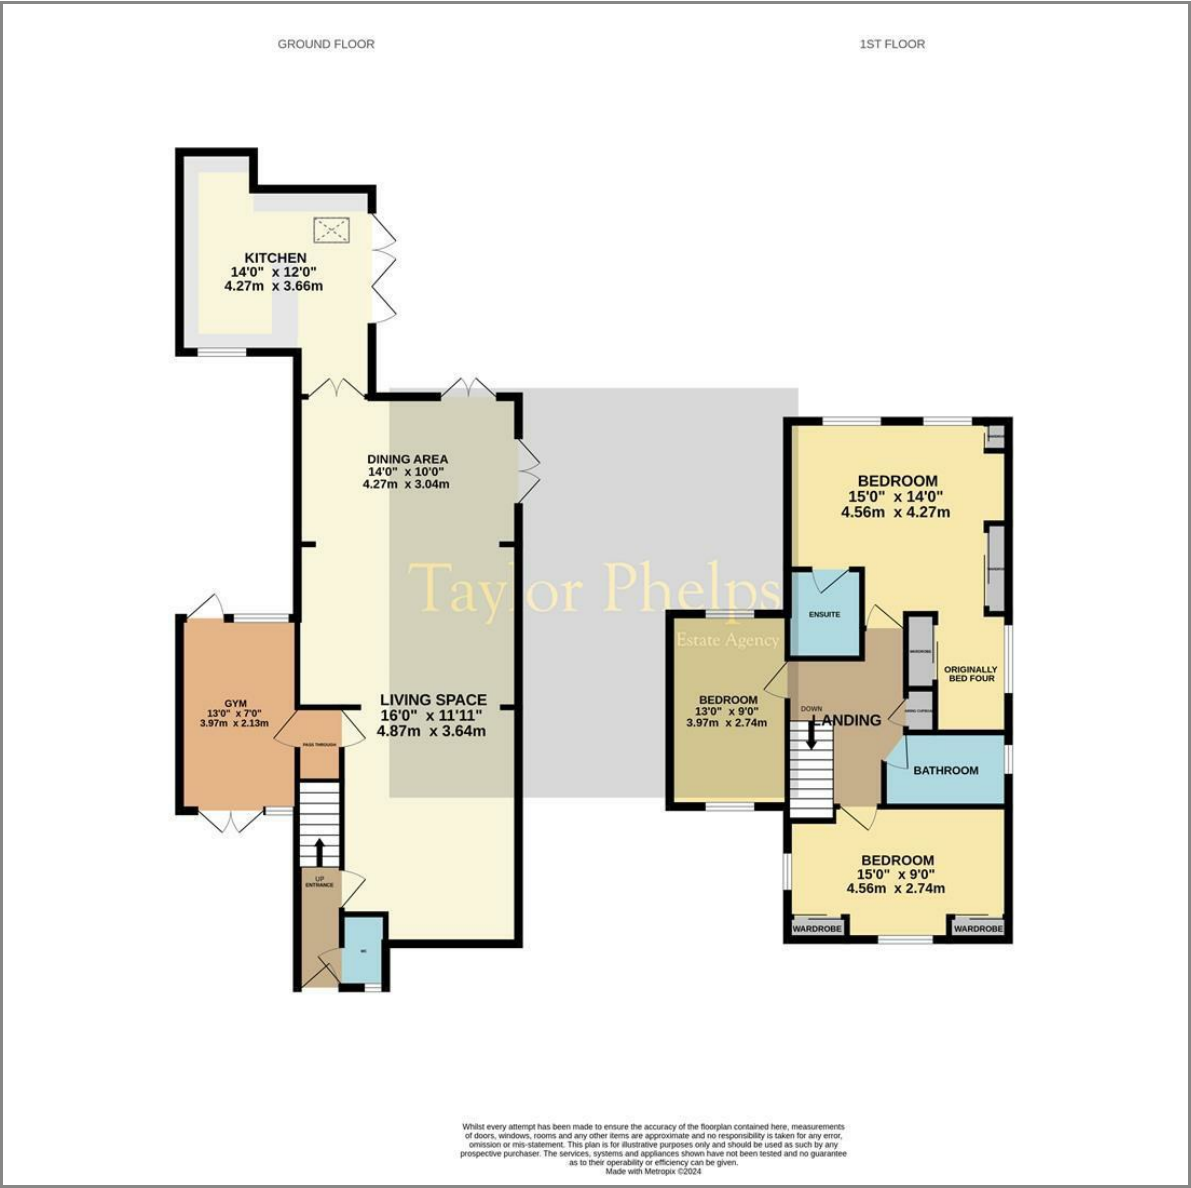 GROUND FLOOR
1ST FLOOR
KITCHEN
14'0" x 12'0"
4.27m x 3.66m
DINING AREA
14'0" x 10'0"
4.27m x 3.04m
BEDROOM
15'0" x 14'0"
4.56m x 4.27m
Taylor Phelps
Estate Agency
ENSUITE
WARDROBE
ORIGINALLY
BED FOUR
GYM
13'0" x 7'0"
3.97m x 2.13m
LIVING SPACE
16'0" x 11'11"
4.87m x 3.64m
PASS THROUGH
BEDROOM
13'0" x 9'0"
3.97m x 2.74m
DOWN
LANDING
BATHROOM
UP
ENTRANCE
WC
BEDROOM
15'0" x 9'0"
4.56m x 2.74m
WARDROBE
WARDROBE
Whilst every attempt has been made to ensure the accuracy of the floorplan contained here, measurements
of doors, windows, rooms and any other items are approximate and no responsibility is taken for any error,
omission or mis-statement. This plan is for illustrative purposes only and should be used as such by any
prospective purchaser. The services, systems and appliances shown have not been tested and no guarantee
as to their operability or efficiency can be given.
Made with Metropix ©2024